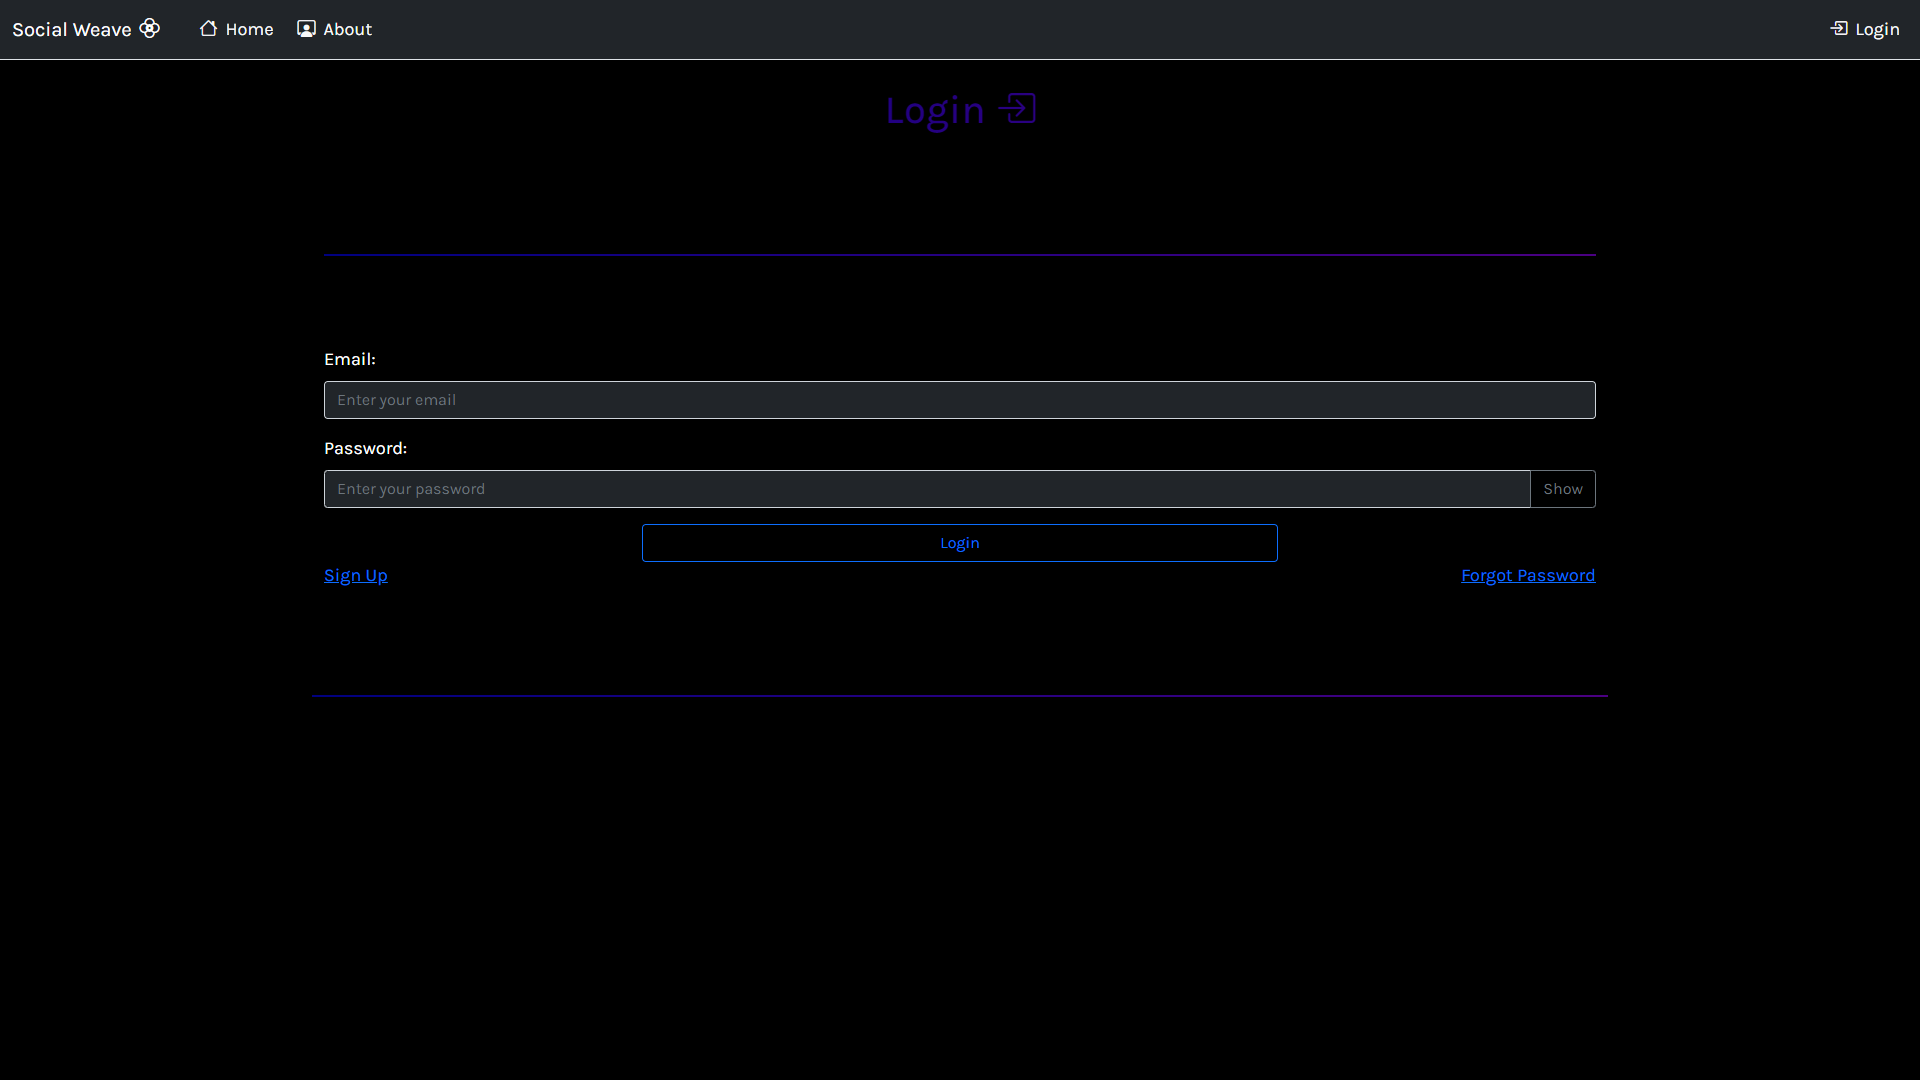 Social Weave
Home
About
Login
Login
Email:
Enter your email
Password:
Enter your password
Show
Login
Sign Up
Forgot Password